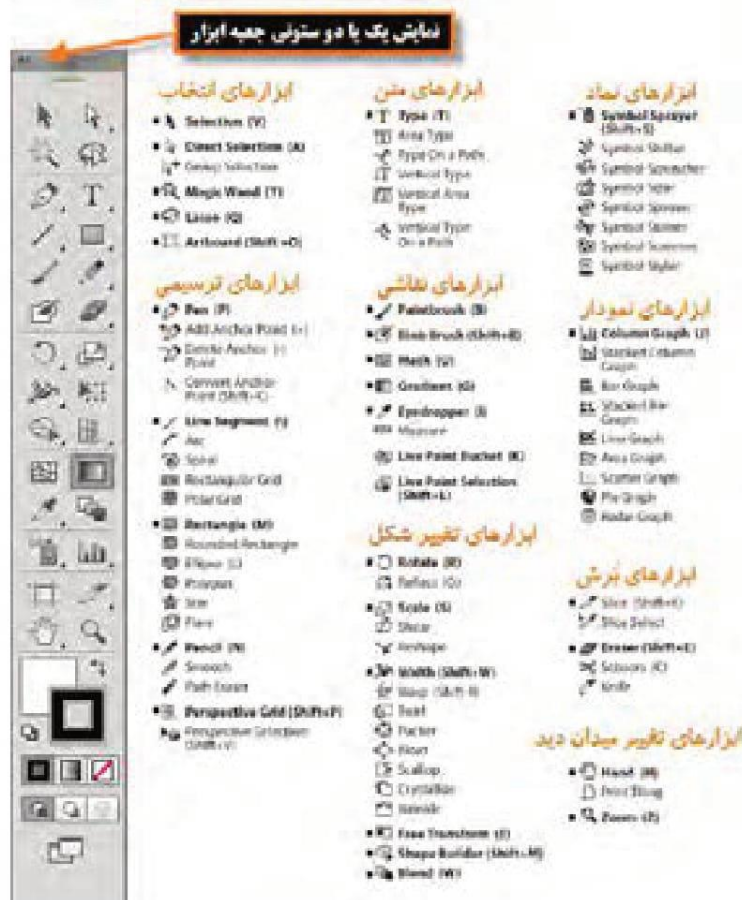 نمایش یک یا دو ستونی جعبه ابزار
ابزارهای انتخاب
Selection (V)
Direct Selection (A)
Group Selection
Magic Wand (Y)
Lasso (Q)
Artboard (Shift+O)
ابزارهای ترسیمی
Pen (P)
Add Anchor Point (+)
Delete Anchor (-)
Point
Convert Anchor
Point (Shift+C)
Line Segment (\)
Arc
Spiral
Rectangular Grid
Polar Grid
Rectangle (M)
Rounded Rectangle
Ellipse (L)
Polygon
Star
Flare
Pencil (N)
Smooth
Path Eraser
Perspective Grid (Shift+P)
Perspective Selection
(Shift+V)
ابزارهای متن
Type (T)
Area Type
Type On a Path
Vertical Type
Vertical Area
Type
Vertical Type
On a Path
ابزارهای نقاشی
Paintbrush (B)
Blob Brush (Shift+B)
Mesh (U)
Gradient (G)
Eyedropper (I)
Measure
Live Paint Bucket (K)
Live Paint Selection
(Shift+L)
ابزارهای تغییر شکل
Rotate (R)
Reflect (O)
Scale (S)
Shear
Reshape
Width (Shift+W)
Warp (Shift+R)
Twirl
Pucker
Bloat
Scallop
Crystallize
Wrinkle
Free Transform (E)
Shape Builder (Shift+M)
Blend (W)
ابزارهای نماد
Symbol Sprayer
(Shift+S)
Symbol Shifter
Symbol Scruncher
Symbol Sizer
Symbol Spinner
Symbol Stainer
Symbol Screener
Symbol Styler
ابزارهای نمودار
Column Graph (J)
Stacked Column
Graph
Bar Graph
Stacked Bar
Graph
Line Graph
Area Graph
Scatter Graph
Pie Graph
Radar Graph
ابزارهای بُرش
Slice (Shift+K)
Slice Select
Eraser (Shift+E)
Scissors (C)
Knife
ابزارهای تغییر میدان دید
Hand (H)
Print Tiling
Zoom (Z)